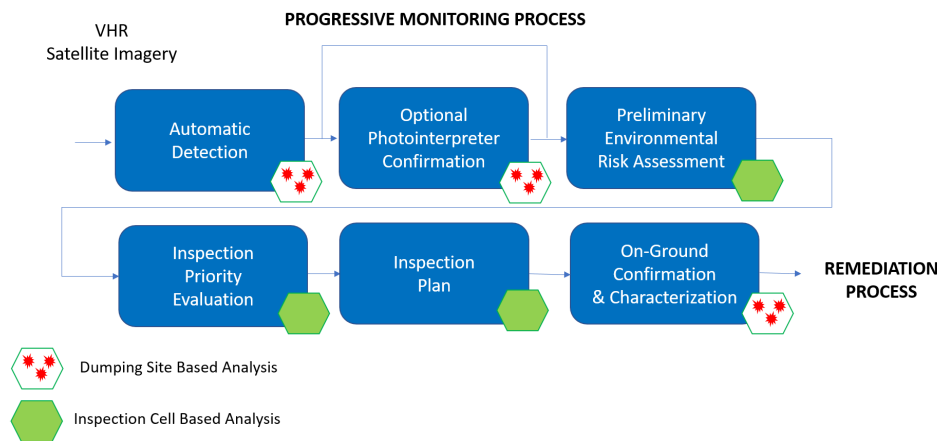 PROGRESSIVE MONITORING PROCESS
VHR
Satellite Imagery
Automatic
Detection
Optional
Photointerpreter
Confirmation
Preliminary
Environmental
Risk Assessment
Inspection
Priority
Evaluation
Inspection
Plan
On-Ground
Confirmation
& Characterization
REMEDIATION
PROCESS
Dumping Site Based Analysis
Inspection Cell Based Analysis